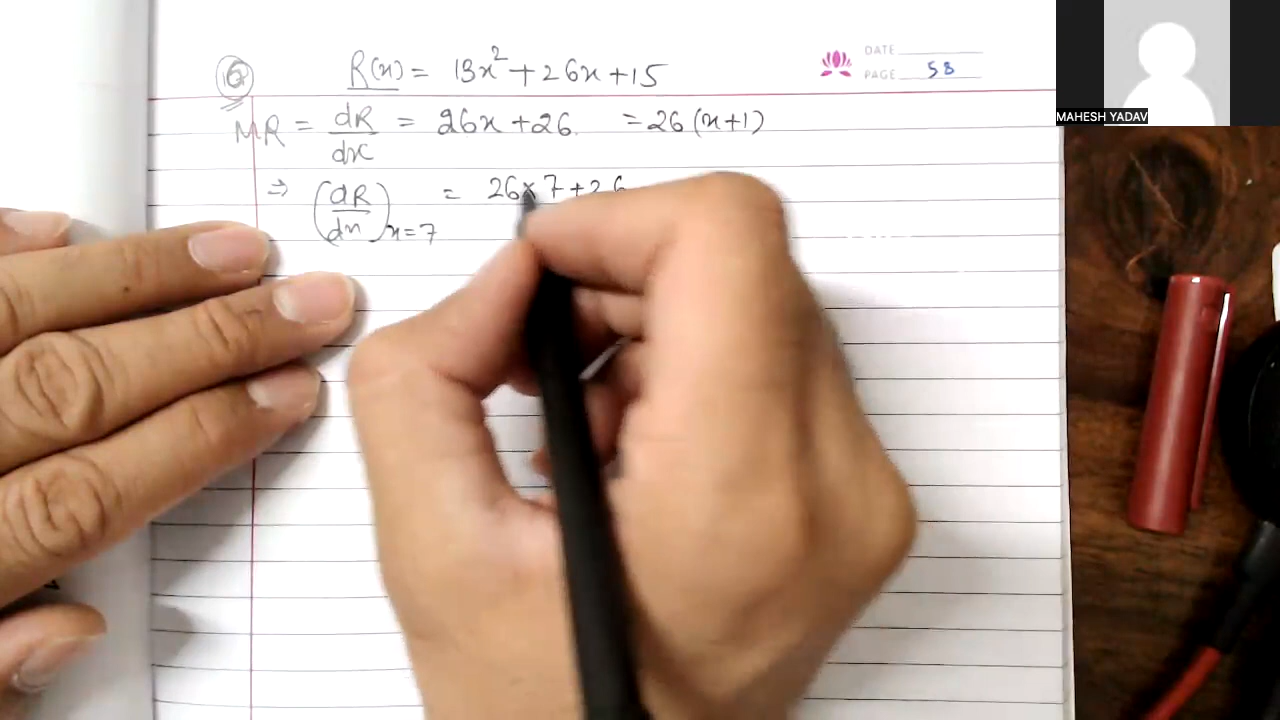 DATE
PAGE 58
6 R(x) = 13x² + 26x + 15
MR = dR/dx = 26x + 26 = 26(x+1)
⇒ (dR/dx)x=7 = 26×7+26
MAHESH YADAV